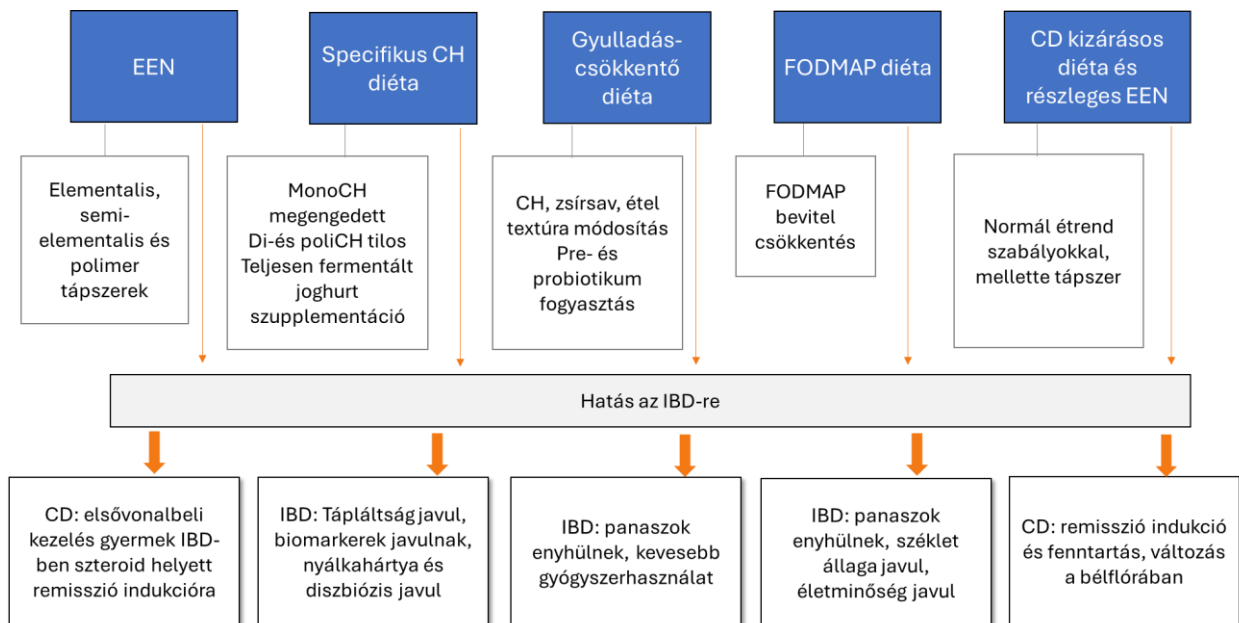 EEN
Specifikus CH
diéta
Gyulladás-
csökkentő
diéta
FODMAP diéta
CD kizárásos
diéta és
részleges EEN
Elementalis,
semi-
elementalis és
polimer
tápszerek
MonoCH
megengedett
Di-és poliCH tilos
Teljesen fermentált
joghurt
szupplementáció
CH, zsírsav, étel
textúra módosítás
Pre- és
probiotikum
fogyasztás
FODMAP
bevitel
csökkentés
Normál étrend
szabályokkal,
mellette tápszer
Hatás az IBD-re
CD: elsővonalbeli
kezelés gyermek IBD-
ben szteroid helyett
remisszió indukcióra
IBD: Tápláltság javul,
biomarkerek javulnak,
nyálkahártya és
diszbiózis javul
IBD: panaszok
enyhülnek, kevesebb
gyógyszerhasználat
IBD: panaszok
enyhülnek, széklet
állaga javul,
életminőség javul
CD: remisszió indukció
és fenntartás, változás
a bélflórában